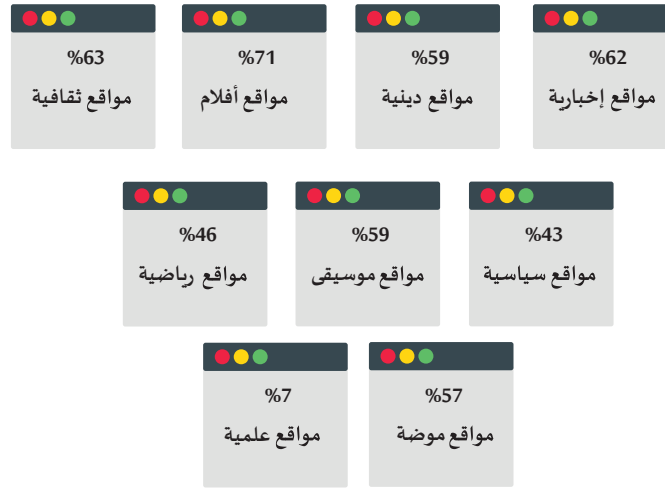 %62
مواقع إخبارية
%59
مواقع دينية
%71
مواقع أفلام
%63
مواقع ثقافية
%43
مواقع سياسية
%59
مواقع موسيقى
%46
مواقع رياضية
%57
مواقع موضة
%7
مواقع علمية